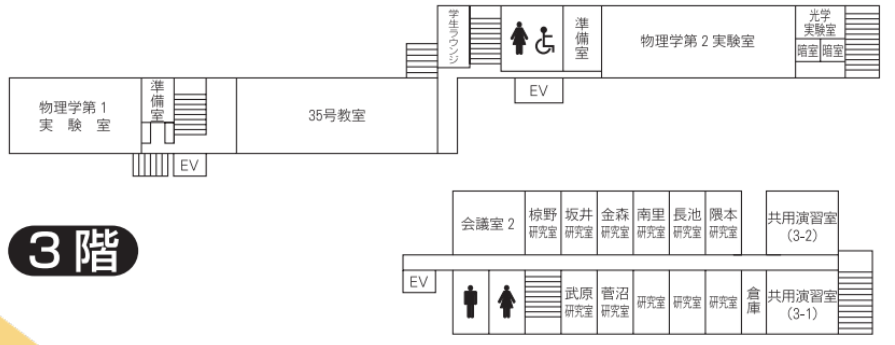 学生ラウンジ
準備室
物理学第2実験室
光学
実験室
暗室
暗室
EV
物理学第1
実験室
準備室
35号教室
EV
会議室2
椋野
研究室
坂井
研究室
金森
研究室
南里
研究室
長池
研究室
隈本
研究室
共用演習室
(3-2)
3階
EV
武原
研究室
菅沼
研究室
研究室
研究室
研究室
倉庫
共用演習室
(3-1)